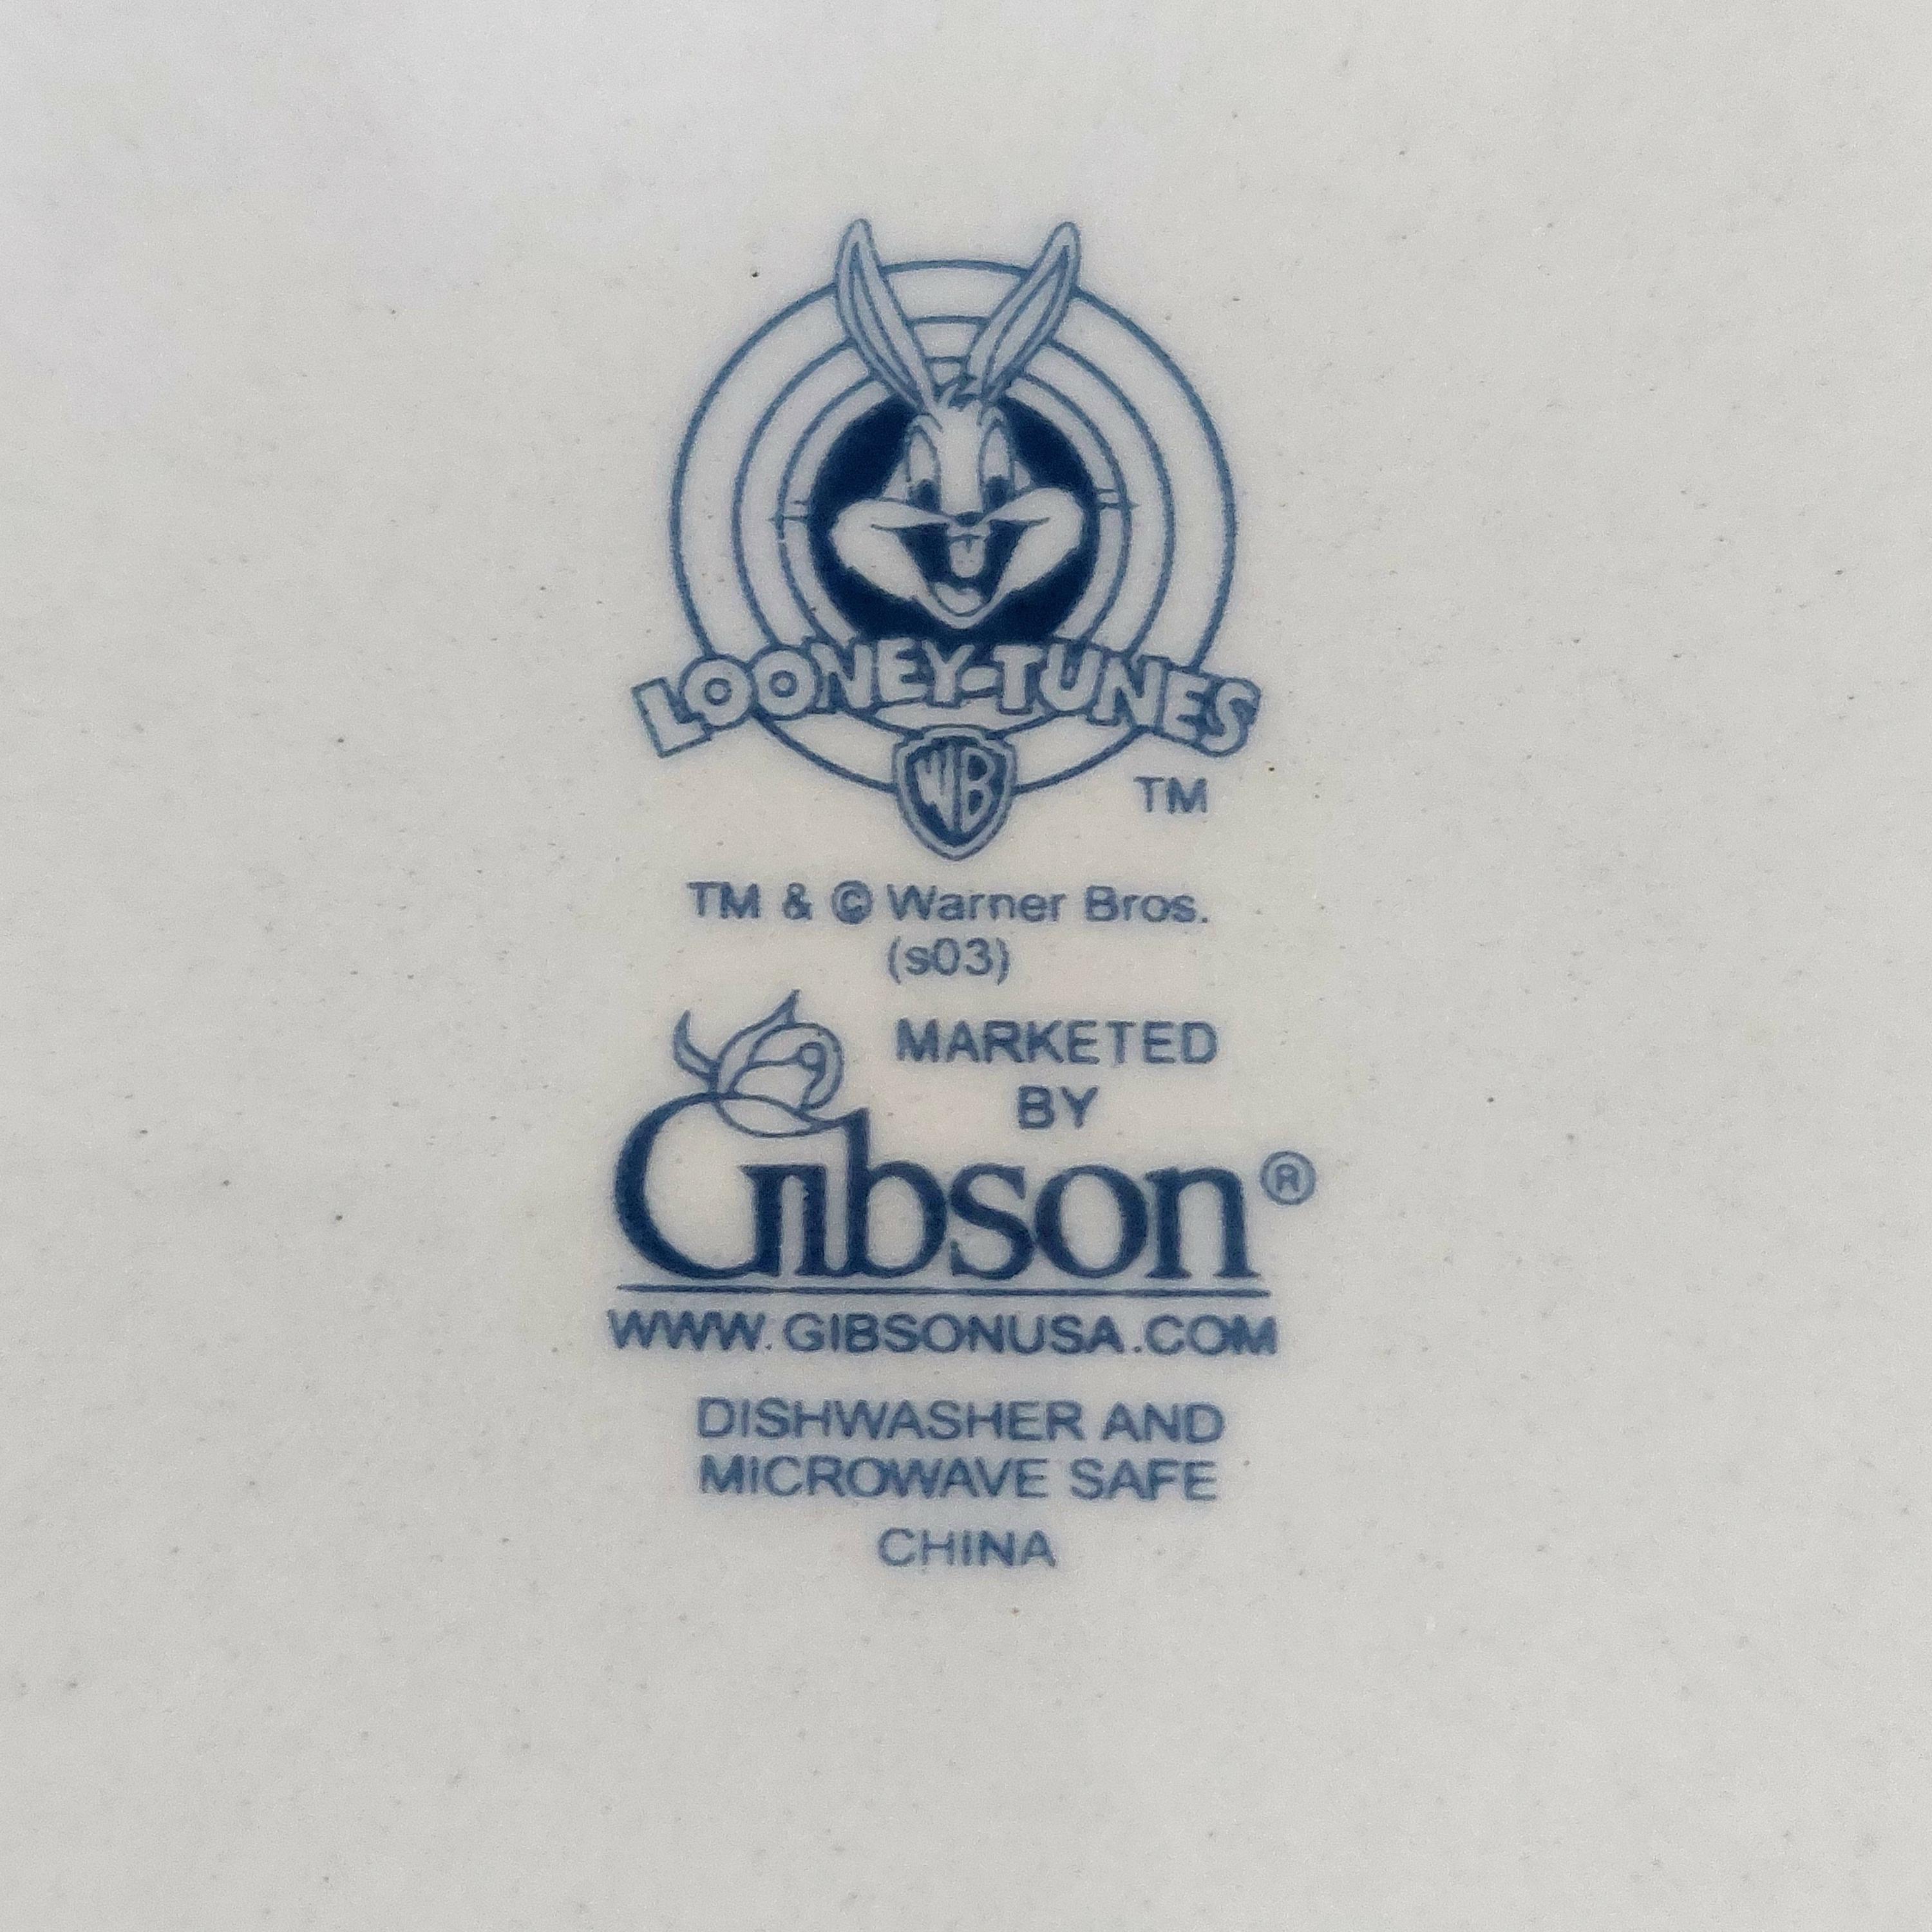 LOONEY-TUNES
WB
TM
TM & © Warner Bros.
(s03)
MARKETED
BY
Gibson®
WWW.GIBSONUSA.COM
DISHWASHER AND
MICROWAVE SAFE
CHINA